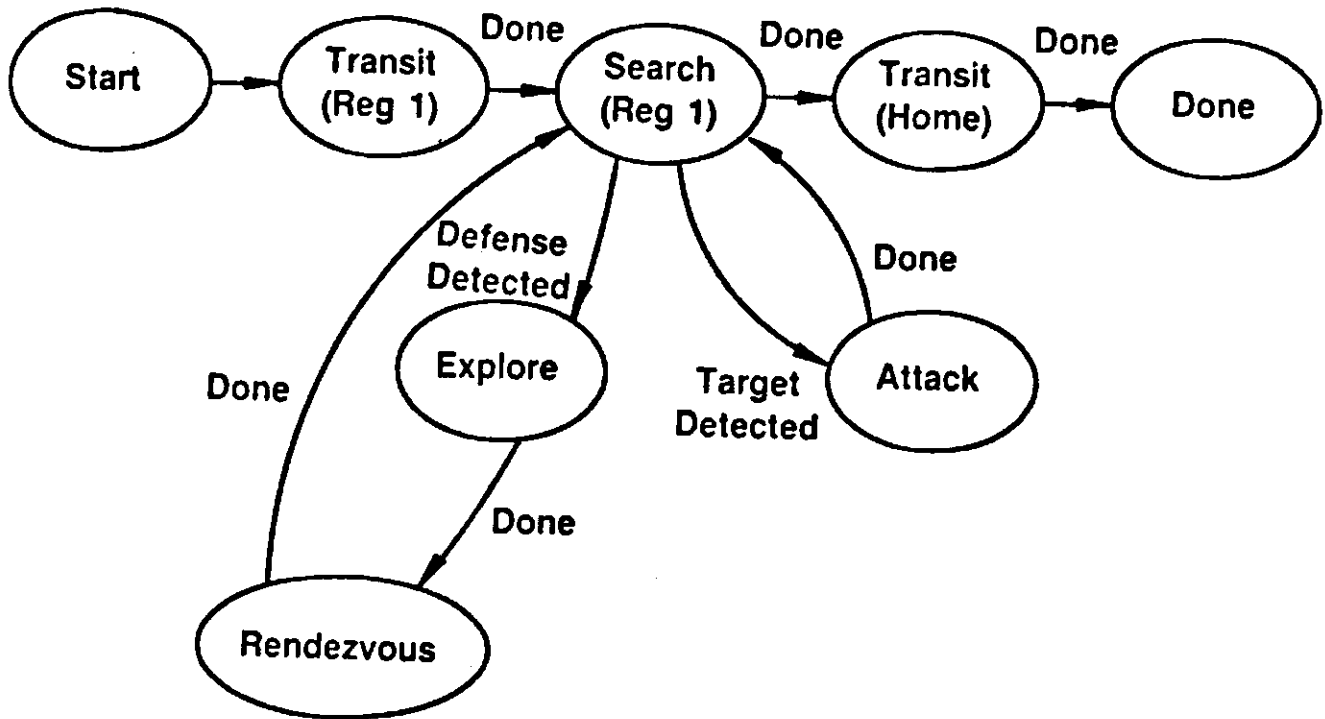 Done
Done
Done
Start
Transit
(Reg 1)
Search
(Reg 1)
Transit
(Home)
Done
Defense
Detected
Done
Explore
Done
Target
Detected
Attack
Done
Rendezvous